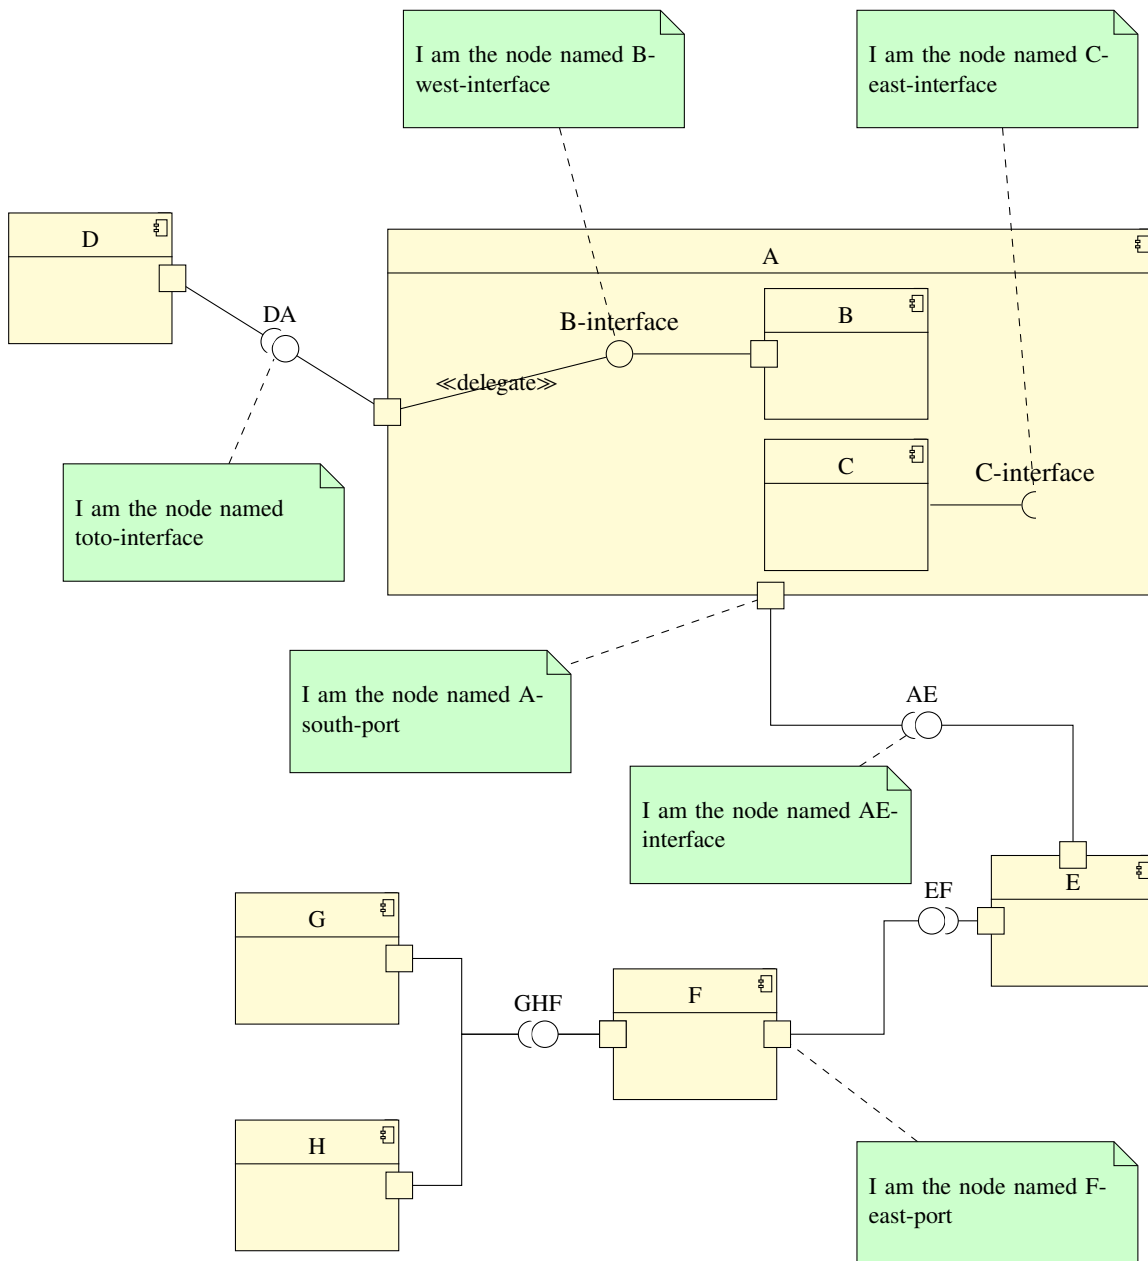 I am the node named B-
west-interface
I am the node named C-
east-interface
D
A
DA
B-interface
B
≪delegate≫
C
C-interface
I am the node named
toto-interface
I am the node named A-
south-port
AE
I am the node named AE-
interface
E
EF
G
F
GHF
H
I am the node named F-
east-port